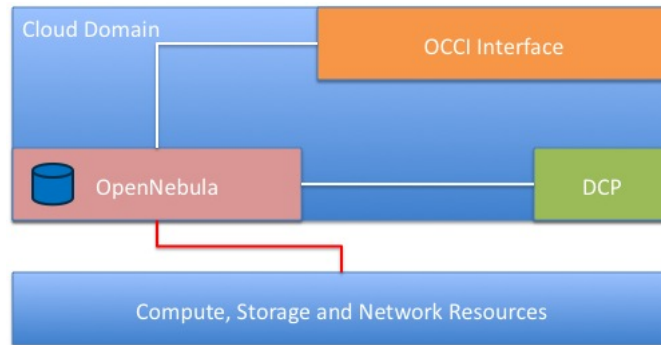 Cloud Domain
OCCI Interface
OpenNebula
DCP
Compute, Storage and Network Resources